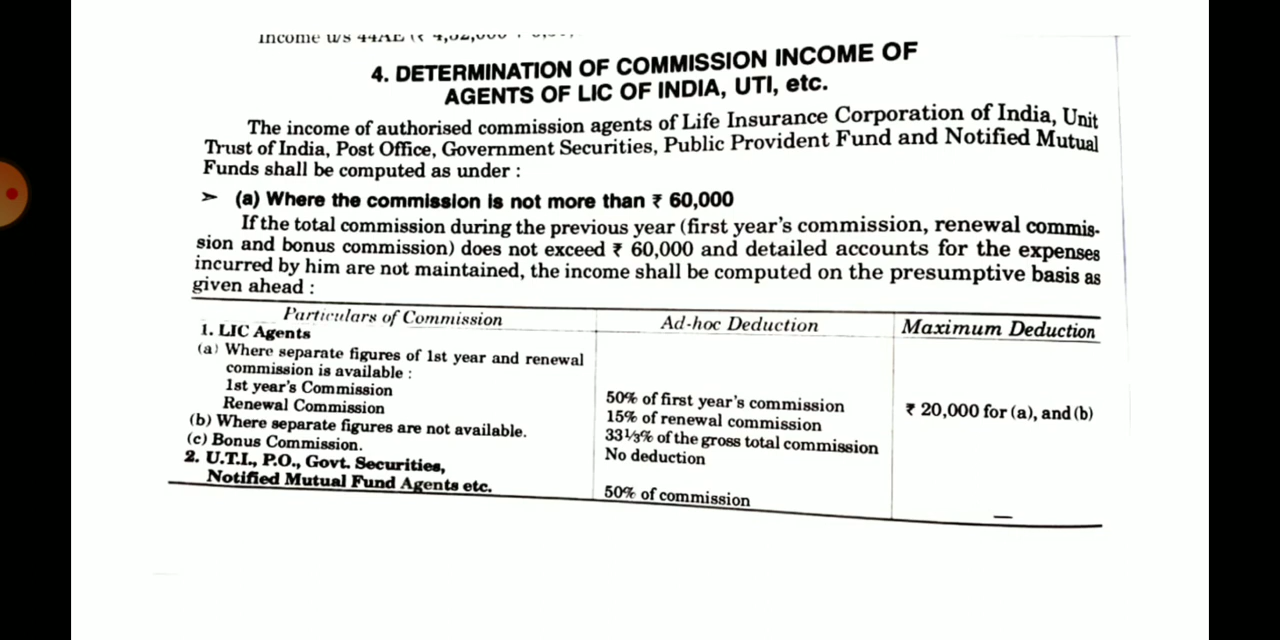 Income u/s 44AE (₹ 4,32,000
4. DETERMINATION OF COMMISSION INCOME OF
AGENTS OF LIC OF INDIA, UTI, etc.
The income of authorised commission agents of Life Insurance Corporation of India, Unit
Trust of India, Post Office, Government Securities, Public Provident Fund and Notified Mutual
Funds shall be computed as under :
➢ (a) Where the commission is not more than ₹ 60,000
If the total commission during the previous year (first year's commission, renewal commis-
sion and bonus commission) does not exceed ₹ 60,000 and detailed accounts for the expenses
incurred by him are not maintained, the income shall be computed on the presumptive basis as
given ahead :
Particulars of Commission Ad-hoc Deduction Maximum Deduction
1. LIC Agents
(a) Where separate figures of 1st year and renewal
commission is available :
1st year's Commission 50% of first year's commission ₹ 20,000 for (a), and (b)
Renewal Commission 15% of renewal commission
(b) Where separate figures are not available. 33⅓% of the gross total commission
(c) Bonus Commission. No deduction
2. U.T.I., P.O., Govt. Securities,
Notified Mutual Fund Agents etc. 50% of commission —